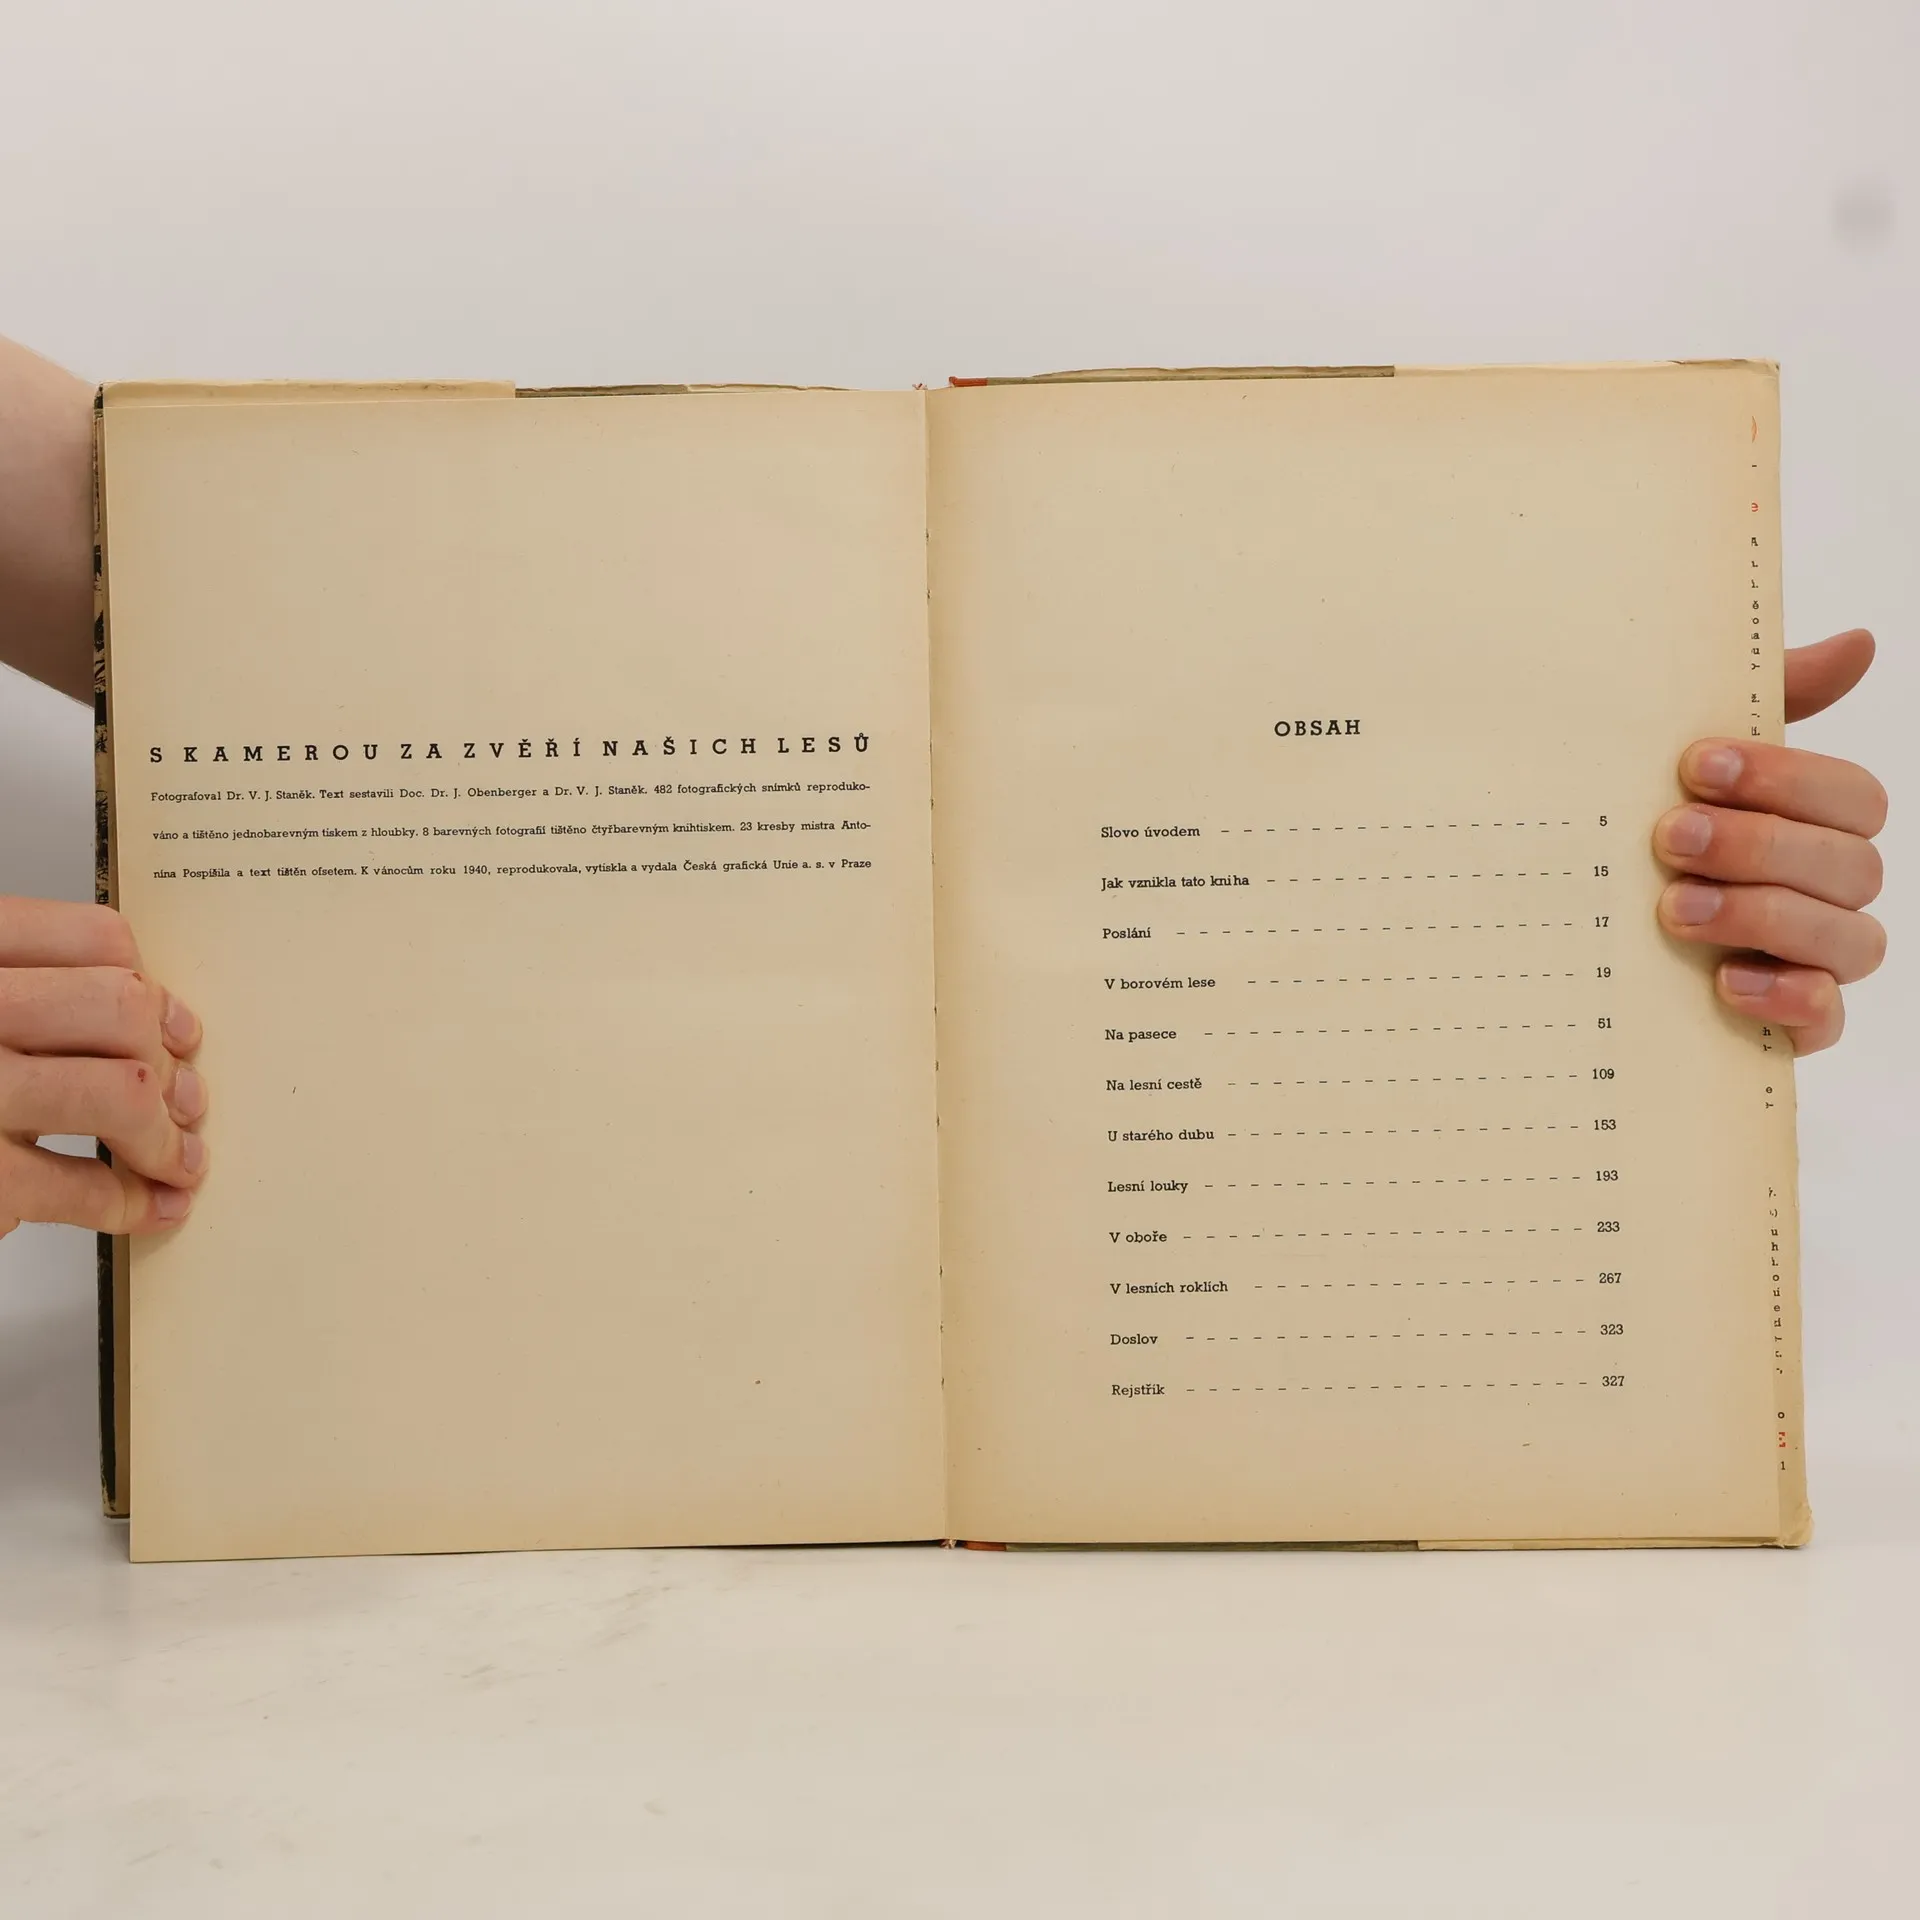 S KAMEROU ZA ZVĚŘÍ NAŠICH LESŮ
Fotografoval Dr. V. J. Staněk. Text sestavili Doc. Dr. J. Obenberger a Dr. V. J. Staněk. 482 fotografických snímků reproduko-
váno a tištěno jednobarevným tiskem z hloubky. 8 barevných fotografií tištěno čtyřbarevným knihtiskem. 23 kresby mistra Anto-
nína Pospíšila a text tištěn ofsetem. K vánocům roku 1940, reprodukovala, vytiskla a vydala Česká grafická Unie a. s. v Praze
OBSAH
Slovo úvodem – – – – – – – – – – – – – – – – 5
Jak vznikla tato kniha – – – – – – – – – – – – – – 15
Poslání – – – – – – – – – – – – – – – – – – 17
V borovém lese – – – – – – – – – – – – – – – 19
Na pasece – – – – – – – – – – – – – – – – – 51
Na lesní cestě – – – – – – – – – – – – – – – – 109
U starého dubu – – – – – – – – – – – – – – – – 153
Lesní louky – – – – – – – – – – – – – – – – – 193
V oboře – – – – – – – – – – – – – – – – – – 233
V lesních roklích – – – – – – – – – – – – – – – 267
Doslov – – – – – – – – – – – – – – – – – – 323
Rejstřík – – – – – – – – – – – – – – – – – – 327